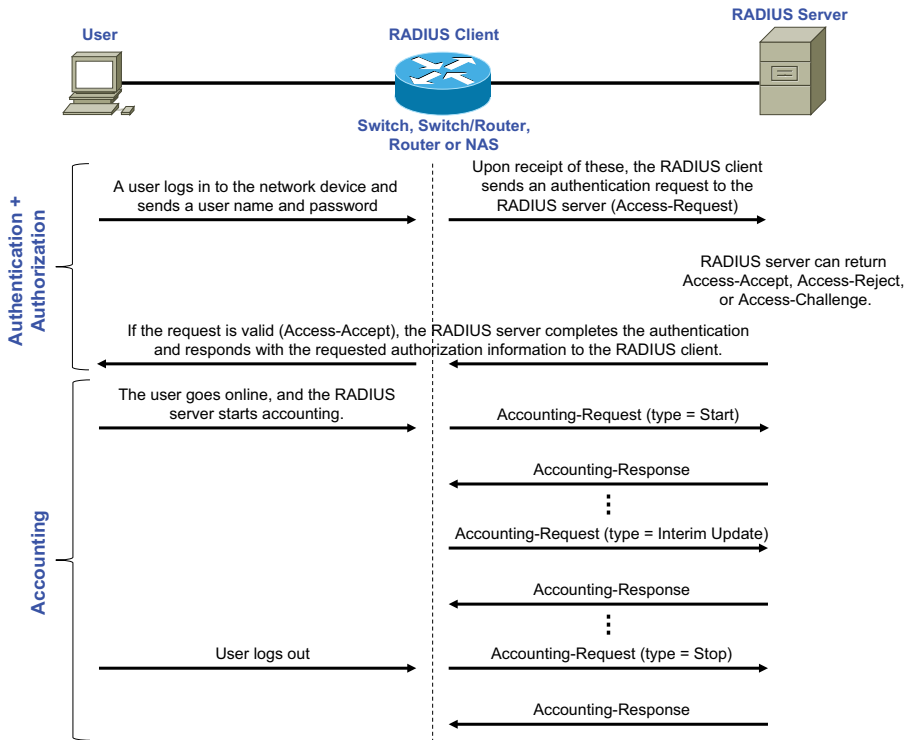 User
RADIUS Client
RADIUS Server
Switch, Switch/Router,
Router or NAS
Authentication +
Authorization
A user logs in to the network device and
sends a user name and password
Upon receipt of these, the RADIUS client
sends an authentication request to the
RADIUS server (Access-Request)
RADIUS server can return
Access-Accept, Access-Reject,
or Access-Challenge.
If the request is valid (Access-Accept), the RADIUS server completes the authentication
and responds with the requested authorization information to the RADIUS client.
Accounting
The user goes online, and the RADIUS
server starts accounting.
Accounting-Request (type = Start)
Accounting-Response
Accounting-Request (type = Interim Update)
Accounting-Response
User logs out
Accounting-Request (type = Stop)
Accounting-Response